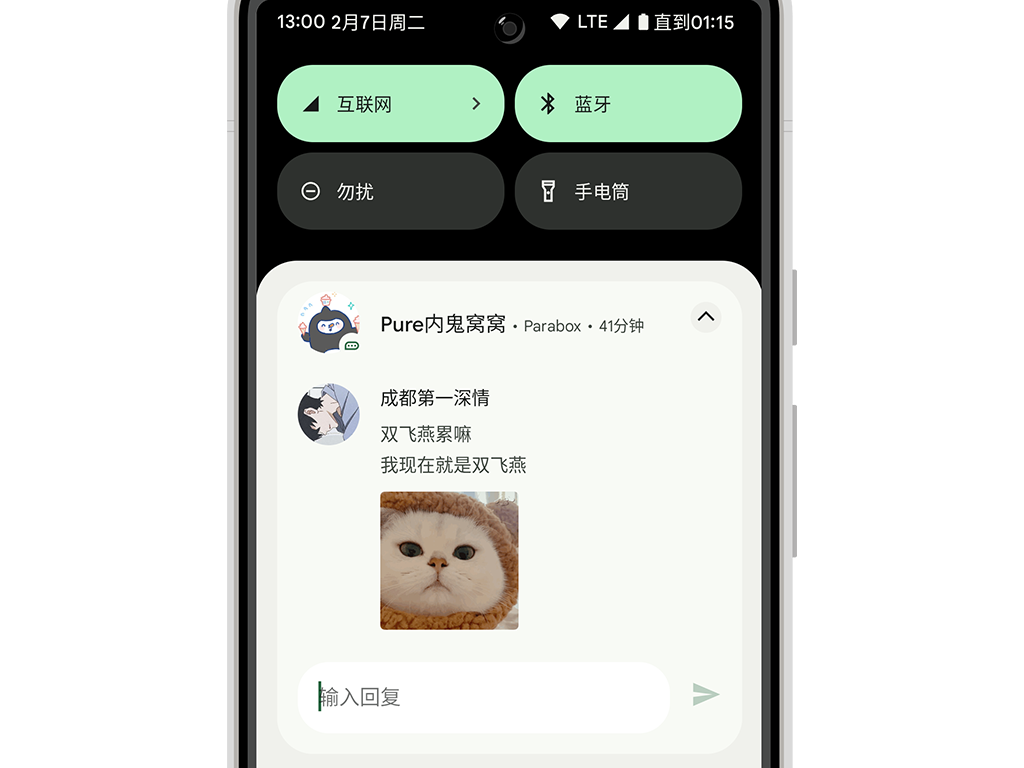 13:00 2月7日周二 LTE 直到01:15
互联网 蓝牙
勿扰 手电筒
Pure内鬼窝窝 • Parabox • 41分钟
成都第一深情
双飞燕累嘛
我现在就是双飞燕
输入回复